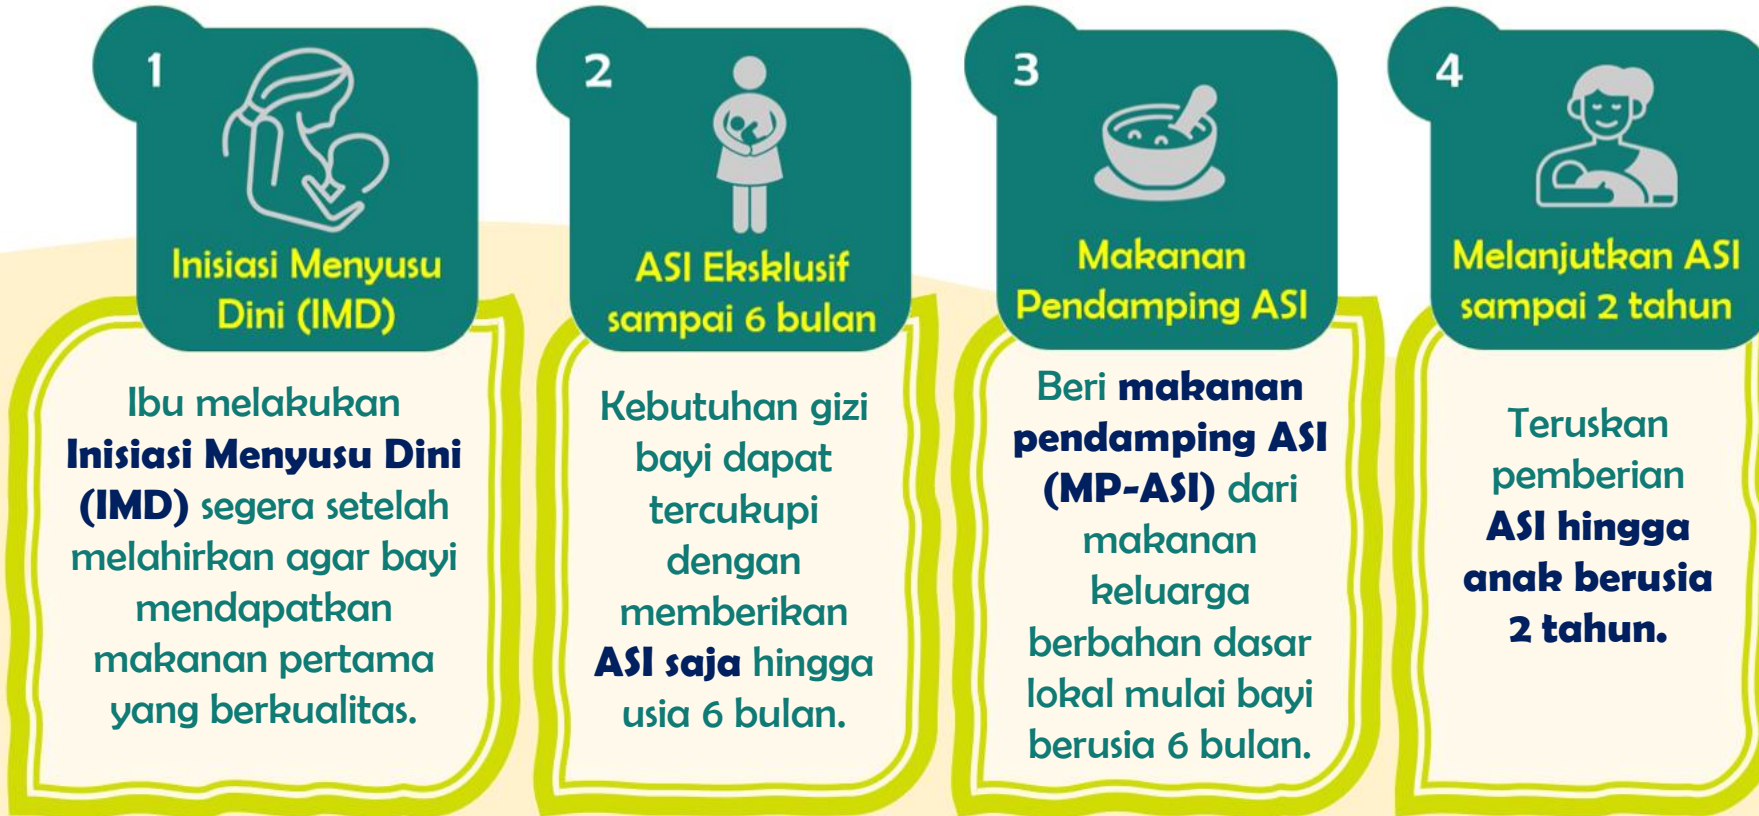 1
Inisiasi Menyusu
Dini (IMD)
Ibu melakukan
Inisiasi Menyusu Dini
(IMD) segera setelah
melahirkan agar bayi
mendapatkan
makanan pertama
yang berkualitas.
2
ASI Eksklusif
sampai 6 bulan
Kebutuhan gizi
bayi dapat
tercukupi
dengan
memberikan
ASI saja hingga
usia 6 bulan.
3
Makanan
Pendamping ASI
Beri makanan
pendamping ASI
(MP-ASI) dari
makanan
keluarga
berbahan dasar
lokal mulai bayi
berusia 6 bulan.
4
Melanjutkan ASI
sampai 2 tahun
Teruskan
pemberian
ASI hingga
anak berusia
2 tahun.